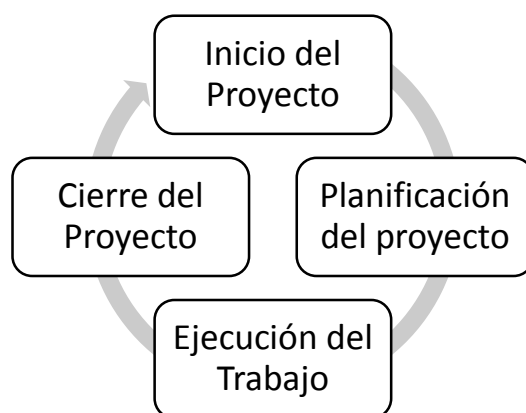 Inicio del
Proyecto
Planificación
del proyecto
Ejecución del
Trabajo
Cierre del
Proyecto